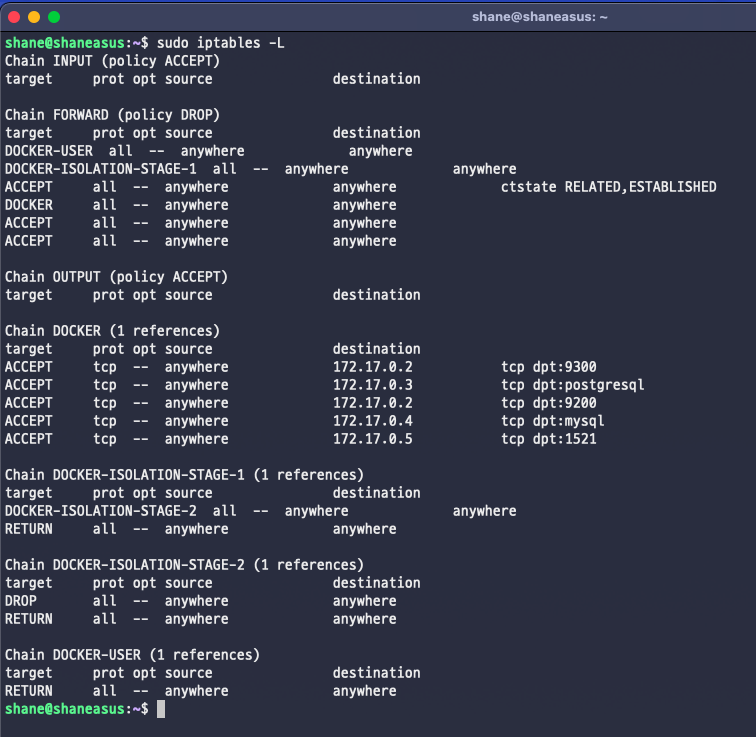 shane@shaneasus: ~
shane@shaneasus:~$ sudo iptables -L
Chain INPUT (policy ACCEPT)
target     prot opt source               destination

Chain FORWARD (policy DROP)
target     prot opt source               destination
DOCKER-USER  all  --  anywhere             anywhere
DOCKER-ISOLATION-STAGE-1  all  --  anywhere             anywhere
ACCEPT     all  --  anywhere             anywhere             ctstate RELATED,ESTABLISHED
DOCKER     all  --  anywhere             anywhere
ACCEPT     all  --  anywhere             anywhere
ACCEPT     all  --  anywhere             anywhere

Chain OUTPUT (policy ACCEPT)
target     prot opt source               destination

Chain DOCKER (1 references)
target     prot opt source               destination
ACCEPT     tcp  --  anywhere             172.17.0.2           tcp dpt:9300
ACCEPT     tcp  --  anywhere             172.17.0.3           tcp dpt:postgresql
ACCEPT     tcp  --  anywhere             172.17.0.2           tcp dpt:9200
ACCEPT     tcp  --  anywhere             172.17.0.4           tcp dpt:mysql
ACCEPT     tcp  --  anywhere             172.17.0.5           tcp dpt:1521

Chain DOCKER-ISOLATION-STAGE-1 (1 references)
target     prot opt source               destination
DOCKER-ISOLATION-STAGE-2  all  --  anywhere             anywhere
RETURN     all  --  anywhere             anywhere

Chain DOCKER-ISOLATION-STAGE-2 (1 references)
target     prot opt source               destination
DROP       all  --  anywhere             anywhere
RETURN     all  --  anywhere             anywhere

Chain DOCKER-USER (1 references)
target     prot opt source               destination
RETURN     all  --  anywhere             anywhere
shane@shaneasus:~$